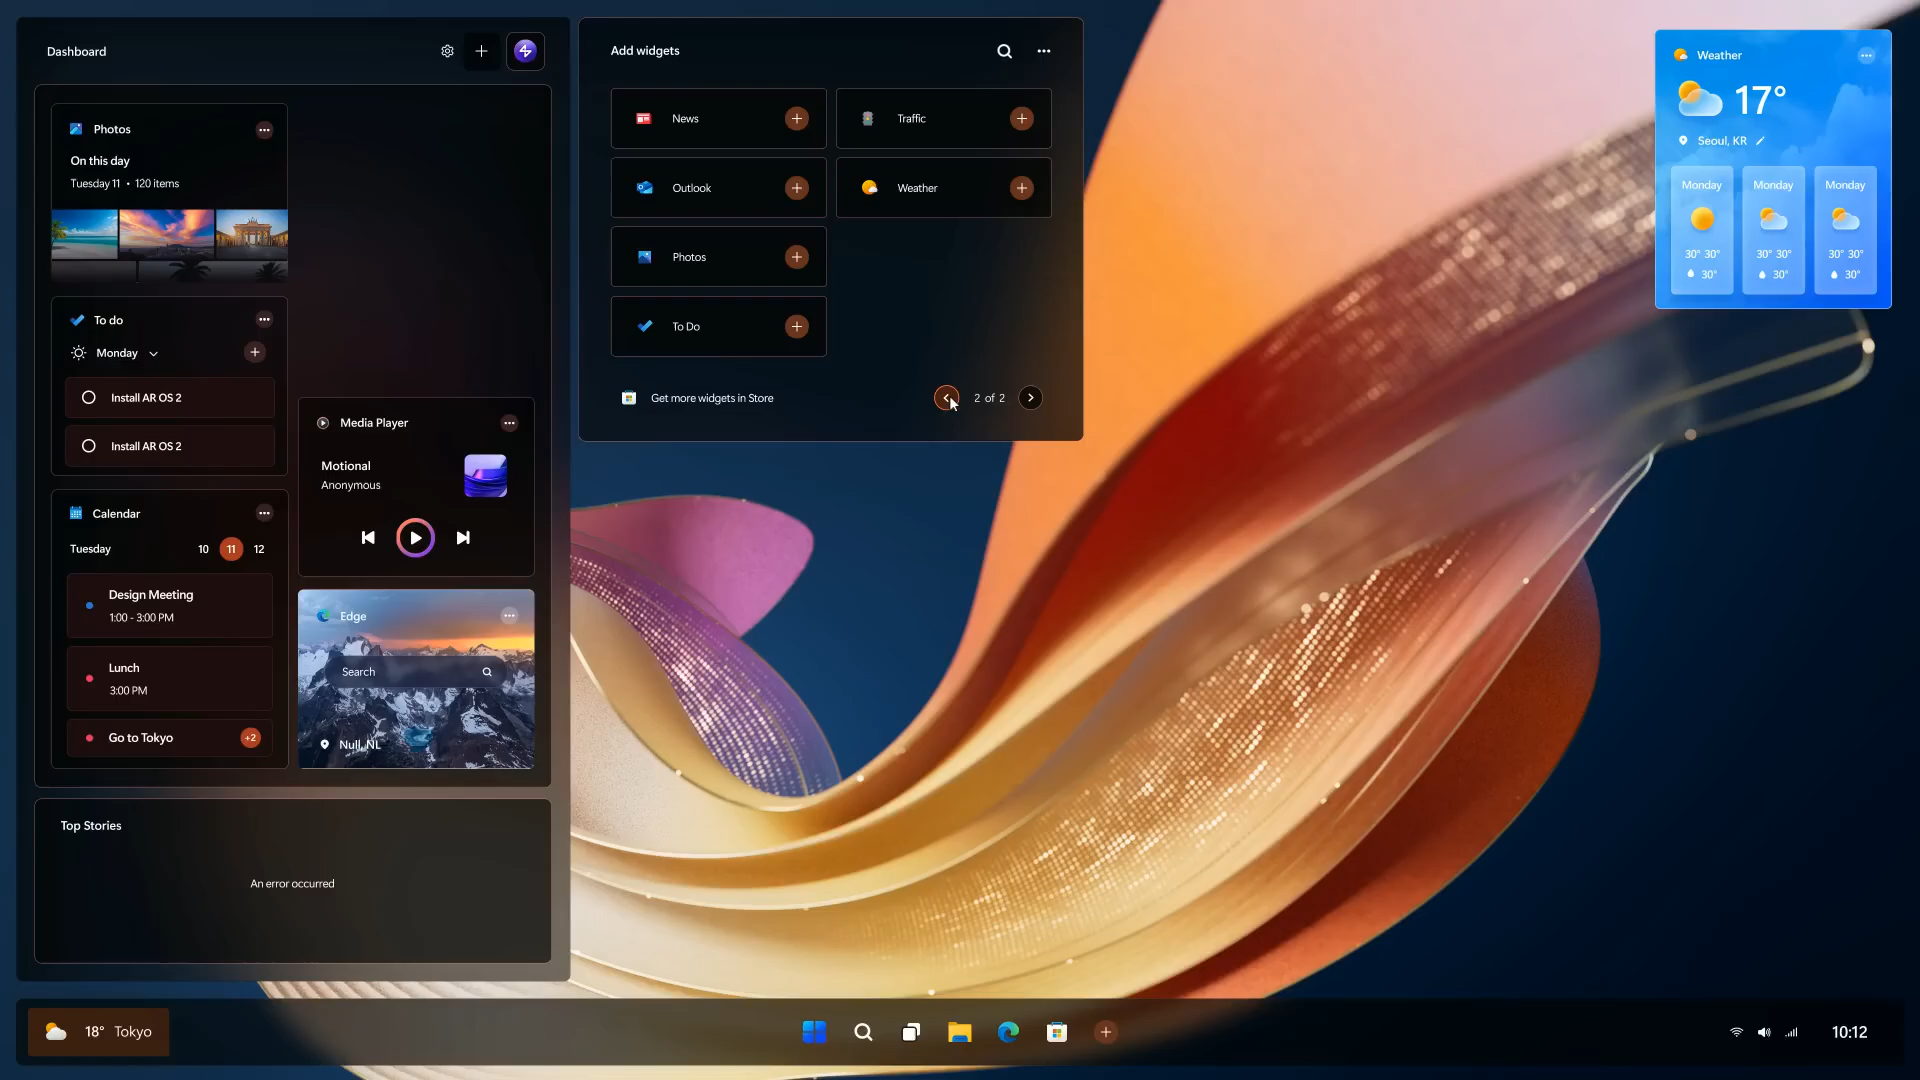 Dashboard
Photos
On this day
Tuesday 11 • 120 items
To do
Monday
Install AR OS 2
Install AR OS 2
Calendar
Tuesday 10 11 12
Design Meeting
1:00 - 3:00 PM
Lunch
3:00 PM
Go to Tokyo +2
Media Player
Motional
Anonymous
Edge
Search
Null, NL
Top Stories
An error occurred
Add widgets
News
Traffic
Outlook
Weather
Photos
To Do
Get more widgets in Store
2 of 2
Weather
17°
Seoul, KR
Monday Monday Monday
30° 30° 30° 30° 30° 30°
30° 30° 30°
18° Tokyo
10:12